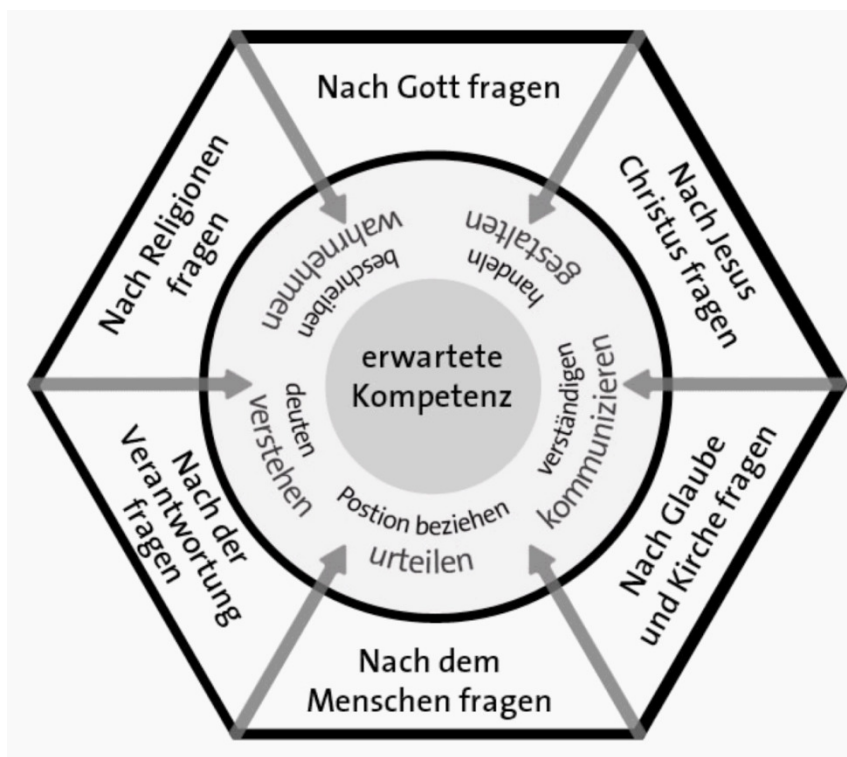 Nach Gott fragen
Nach Jesus
Christus fragen
Nach Glaube
und Kirche fragen
Nach dem
Menschen fragen
Nach der
Verantwortung
fragen
Nach Religionen
fragen
wahrnehmen
beschreiben
gestalten
handeln
kommunizieren
verständigen
Postion beziehen
urteilen
deuten
verstehen
erwartete
Kompetenz